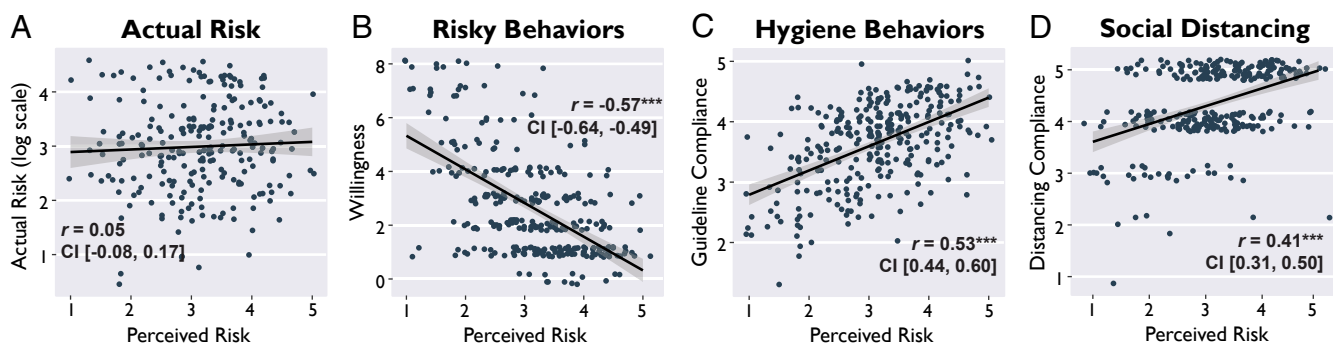 A
Actual Risk
Actual Risk (log scale)
4
3
2
1
r = 0.05
CI [-0.08, 0.17]
1 2 3 4 5
Perceived Risk
B
Risky Behaviors
Willingness
8
6
4
2
0
r = -0.57***
CI [-0.64, -0.49]
1 2 3 4 5
Perceived Risk
C
Hygiene Behaviors
Guideline Compliance
5
4
3
2
r = 0.53***
CI [0.44, 0.60]
1 2 3 4 5
Perceived Risk
D
Social Distancing
Distancing Compliance
5
4
3
2
1
r = 0.41***
CI [0.31, 0.50]
1 2 3 4 5
Perceived Risk